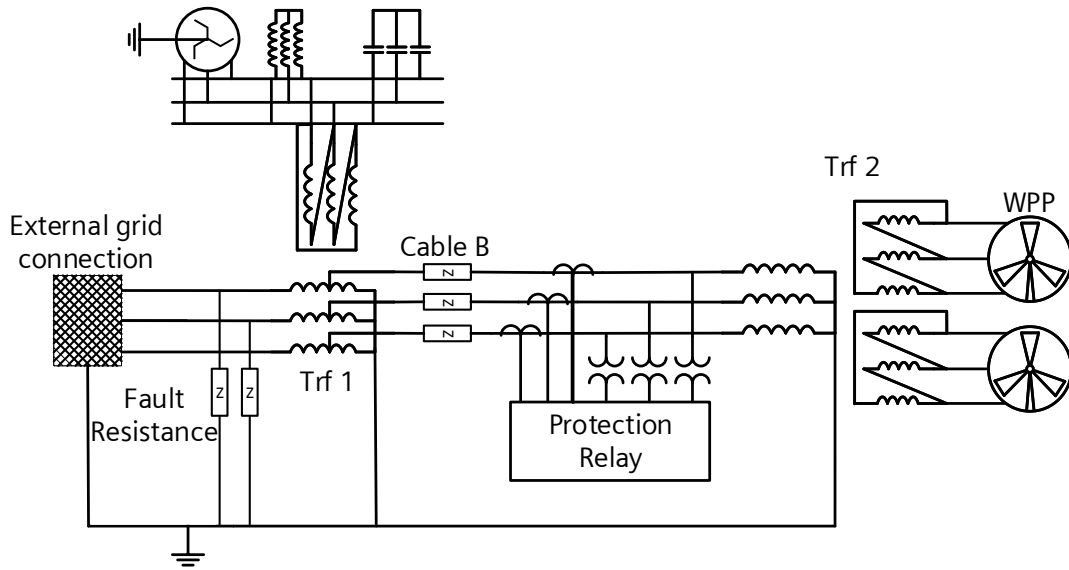 Trf 2
WPP
External grid
connection
Cable B
Z
Z
Z
Trf 1
Z
Z
Fault
Resistance
Protection
Relay